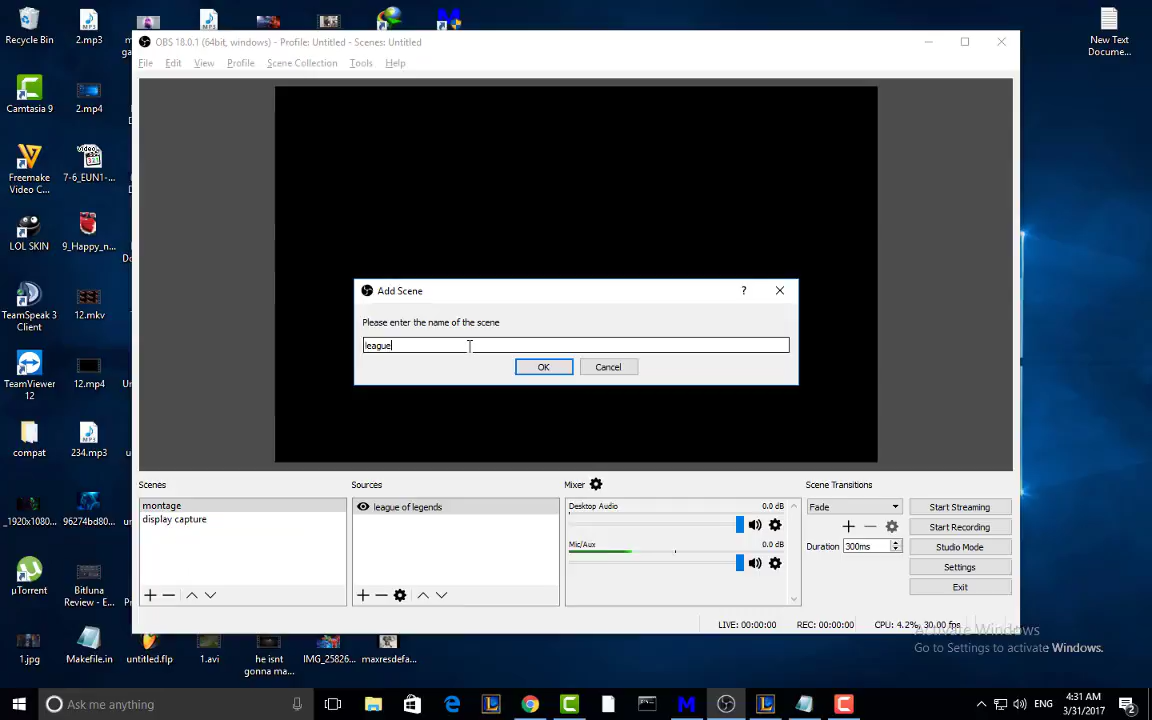 Recycle Bin
2.mp3
New Text
Docume...
OBS 18.0.1 (64bit, windows) - Profile: Untitled - Scenes: Untitled
File Edit View Profile Scene Collection Tools Help
Camtasia 9
2.mp4
Freemake
Video C...
7-6_EUN1-...
LOL SKIN
9_Happy_n...
TeamSpeak 3
Client
12.mkv
TeamViewer
12
12.mp4
compat
234.mp3
_1920x1080...
96274bd80...
µTorrent
Bitluna
Review - E...
1.jpg
Makefile.in
untitled.flp
1.avi
he isnt
gonna ma...
IMG_25826...
maxresdefa...
Add Scene
?
Please enter the name of the scene
league
OK
Cancel
Scenes
montage
display capture
Sources
league of legends
Mixer
Desktop Audio 0.0 dB
Mic/Aux 0.0 dB
Scene Transitions
Fade
Duration 300ms
Start Streaming
Start Recording
Studio Mode
Settings
Exit
LIVE: 00:00:00 REC: 00:00:00 CPU: 4.2%, 30.00 fps
Activate Windows
Go to Settings to activate Windows.
Ask me anything
ENG
4:31 AM
3/31/2017
2